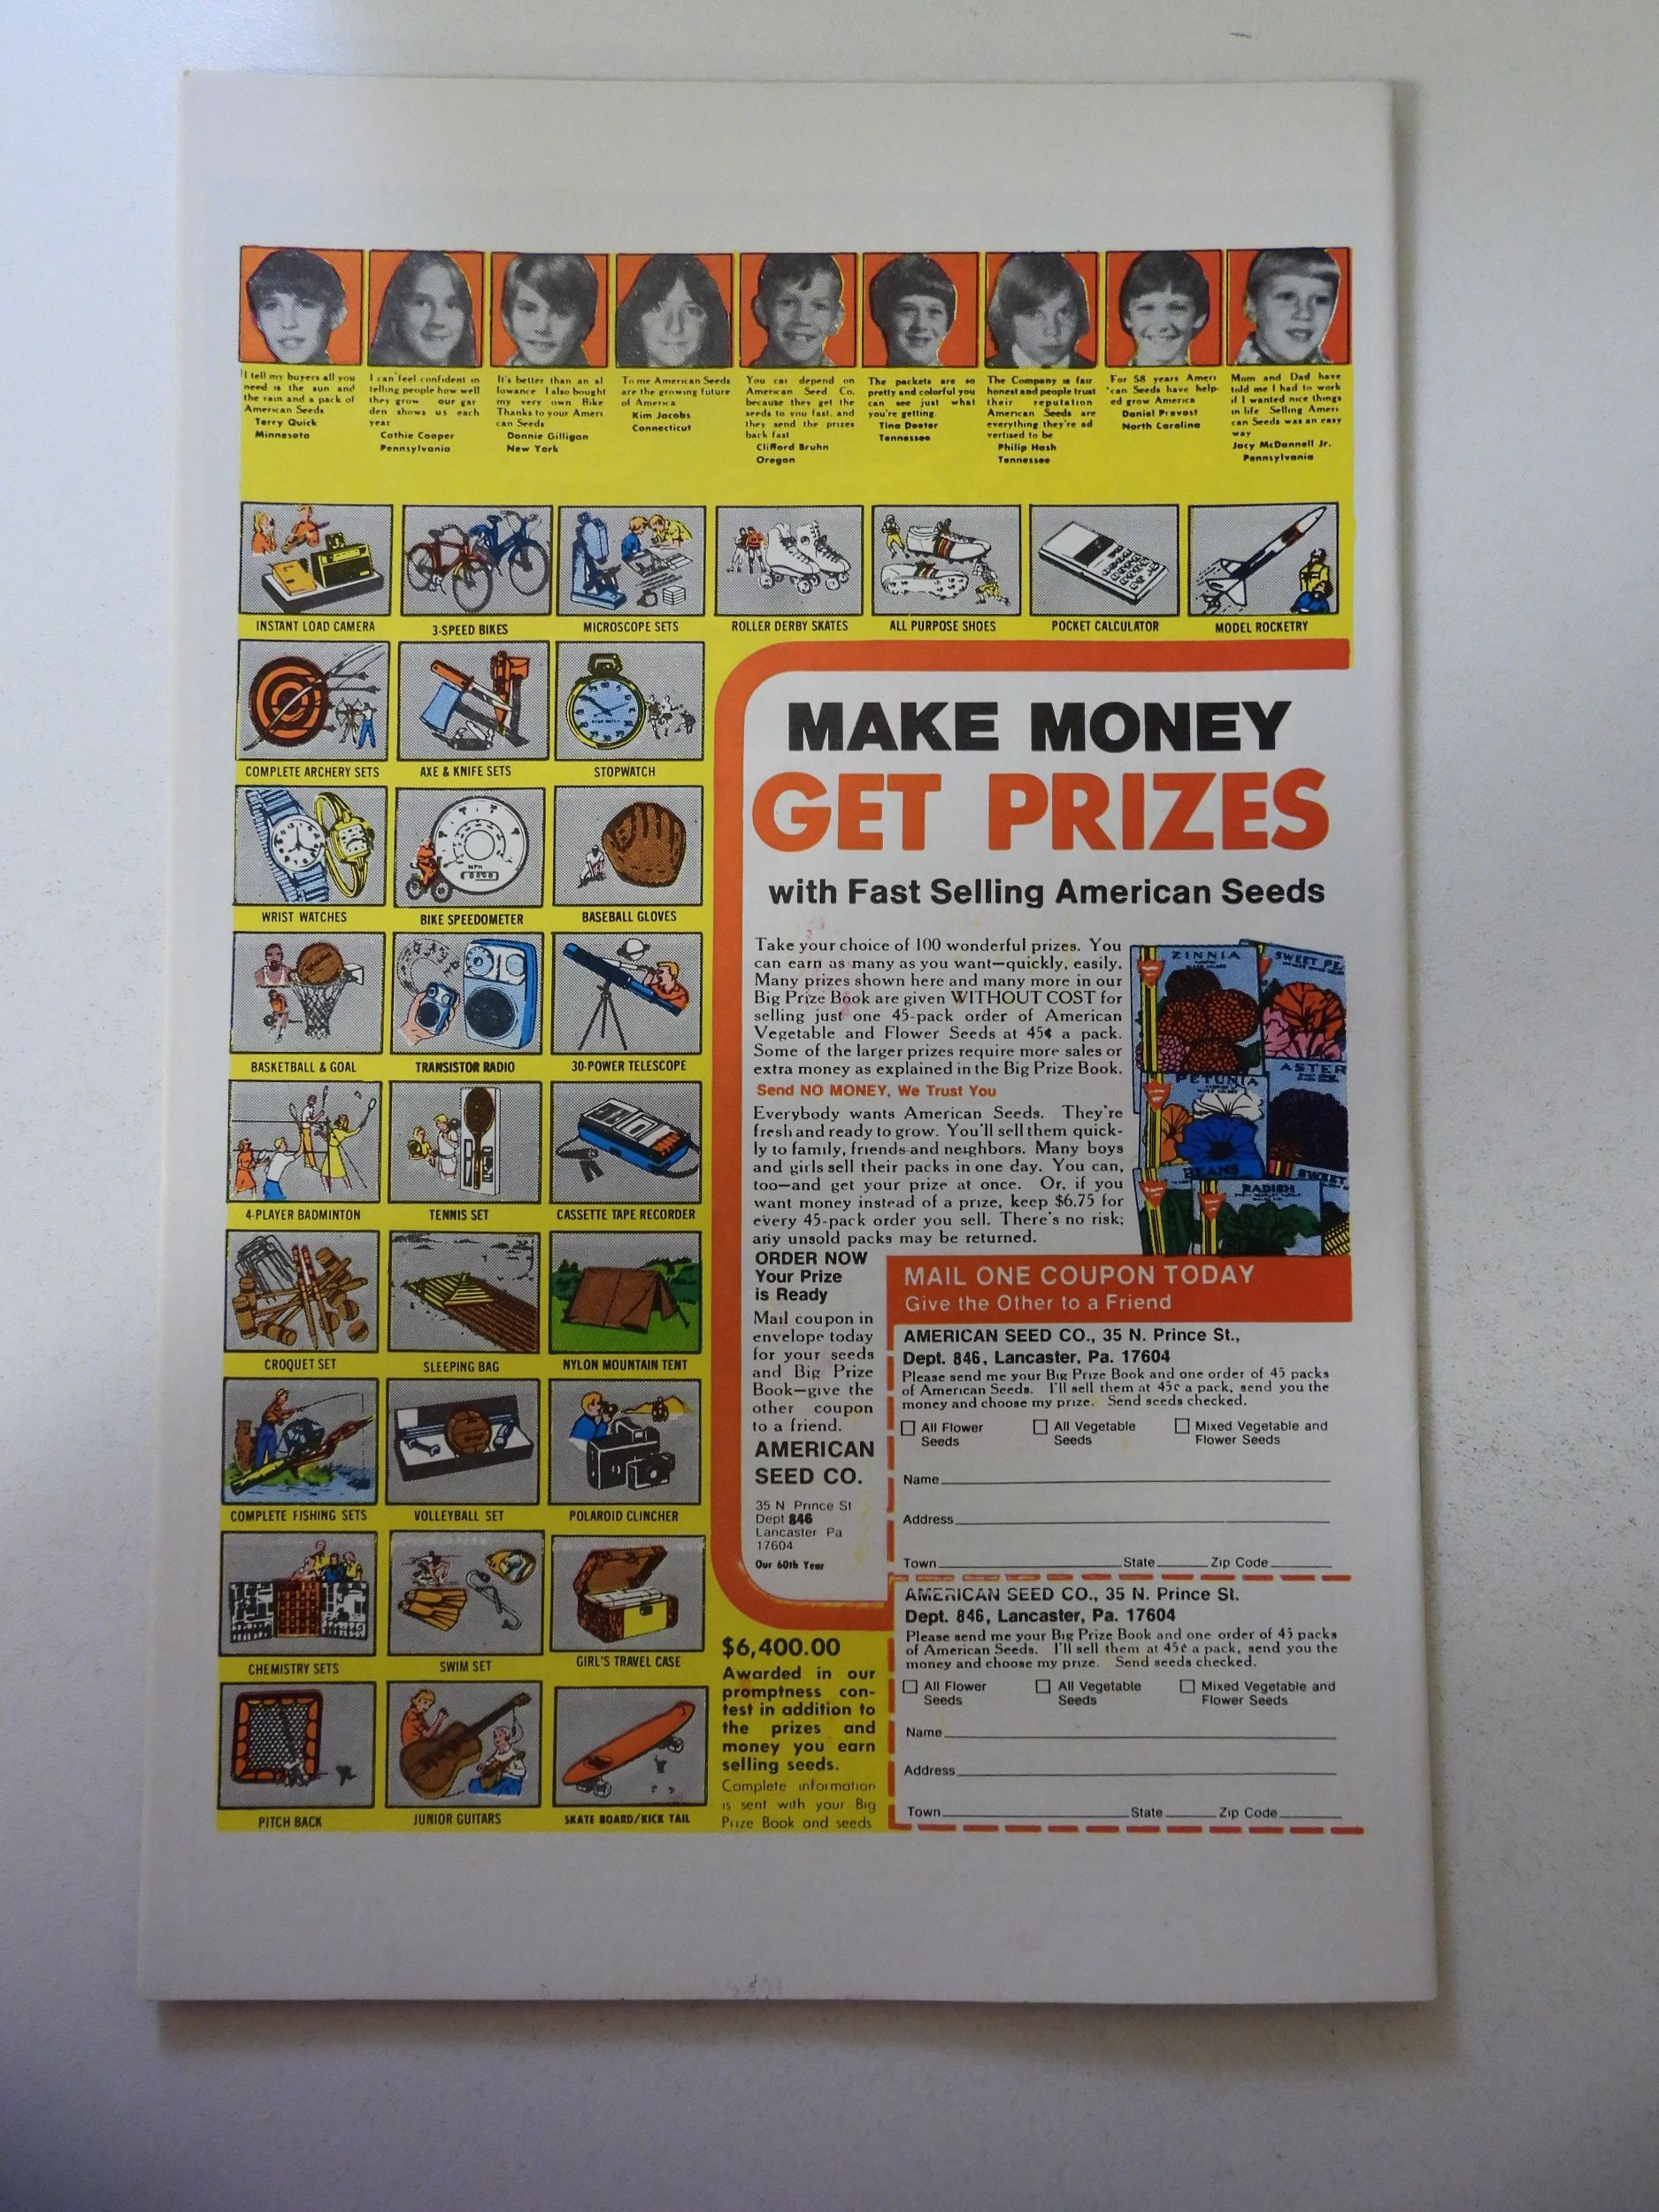 I tell my buyers all you
need is the sun and
the rain and a pack of
American Seeds
Terry Quick
Minnesota
I can feel confident in
telling people how well
they grow our gar
den shows us each
year
Cathie Cooper
Pennsylvania
It's better than an al
lowance I also bought
my very own Bike
Thanks to your Ameri
can Seeds
Donnie Gilligan
New York
To me American Seeds
are the growing future
of America
Kim Jacobs
Connecticut
You can depend on
American Seed Co.
because they get the
seeds to you fast, and
they send the prizes
back fast
Clifford Bruhn
Oregon
The packets are so
pretty and colorful you
can see just what
you're getting.
Tina Deeter
Tennessee
The Company is fair
honest and people trust
their reputation
American Seeds are
everything they're ad
vertised to be
Philip Hash
Tennessee
For 58 years Ameri
can Seeds have help-
ed grow America
Daniel Prevost
North Carolina
Mom and Dad have
told me I had to work
if I wanted nice things
in life Selling Ameri
can Seeds was an easy
way
Jacy McDannell Jr.
Pennsylvania
INSTANT LOAD CAMERA
3-SPEED BIKES
MICROSCOPE SETS
ROLLER DERBY SKATES
ALL PURPOSE SHOES
POCKET CALCULATOR
MODEL ROCKETRY
COMPLETE ARCHERY SETS
AXE & KNIFE SETS
STOPWATCH
WRIST WATCHES
MPH
BIKE SPEEDOMETER
BASEBALL GLOVES
BASKETBALL & GOAL
TRANSISTOR RADIO
30-POWER TELESCOPE
4-PLAYER BADMINTON
TENNIS SET
CASSETTE TAPE RECORDER
CROQUET SET
SLEEPING BAG
NYLON MOUNTAIN TENT
COMPLETE FISHING SETS
VOLLEYBALL SET
POLAROID CLINCHER
CHEMISTRY SETS
SWIM SET
GIRL'S TRAVEL CASE
PITCH BACK
JUNIOR GUITARS
SKATE BOARD/KICK TAIL
MAKE MONEY
GET PRIZES
with Fast Selling American Seeds
Take your choice of 100 wonderful prizes. You
can earn as many as you want—quickly, easily.
Many prizes shown here and many more in our
Big Prize Book are given WITHOUT COST for
selling just one 45-pack order of American
Vegetable and Flower Seeds at 45¢ a pack.
Some of the larger prizes require more sales or
extra money as explained in the Big Prize Book.
Send NO MONEY, We Trust You
Everybody wants American Seeds. They're
fresh and ready to grow. You'll sell them quick-
ly to family, friends and neighbors. Many boys
and girls sell their packs in one day. You can,
too—and get your prize at once. Or, if you
want money instead of a prize, keep $6.75 for
every 45-pack order you sell. There's no risk;
any unsold packs may be returned.
ZINNIA
SWEET PE
ASTER
PETUNIA
BEANS
RADISH
SWEET
ORDER NOW
Your Prize
is Ready
Mail coupon in
envelope today
for your seeds
and Big Prize
Book—give the
other coupon
to a friend.
AMERICAN
SEED CO.
35 N Prince St
Dept 846
Lancaster Pa
17604
Our 60th Year
$6,400.00
Awarded in our
promptness con-
test in addition to
the prizes and
money you earn
selling seeds.
Complete information
is sent with your Big
Prize Book and seeds
MAIL ONE COUPON TODAY
Give the Other to a Friend
AMERICAN SEED CO., 35 N. Prince St.,
Dept. 846, Lancaster, Pa. 17604
Please send me your Big Prize Book and one order of 45 packs
of American Seeds. I'll sell them at 45c a pack, send you the
money and choose my prize. Send seeds checked.
All Flower Seeds
All Vegetable Seeds
Mixed Vegetable and Flower Seeds
Name
Address
Town State Zip Code
AMERICAN SEED CO., 35 N. Prince St.
Dept. 846, Lancaster, Pa. 17604
Please send me your Big Prize Book and one order of 45 packs
of American Seeds. I'll sell them at 45¢ a pack, send you the
money and choose my prize. Send seeds checked.
All Flower Seeds
All Vegetable Seeds
Mixed Vegetable and Flower Seeds
Name
Address
Town State Zip Code